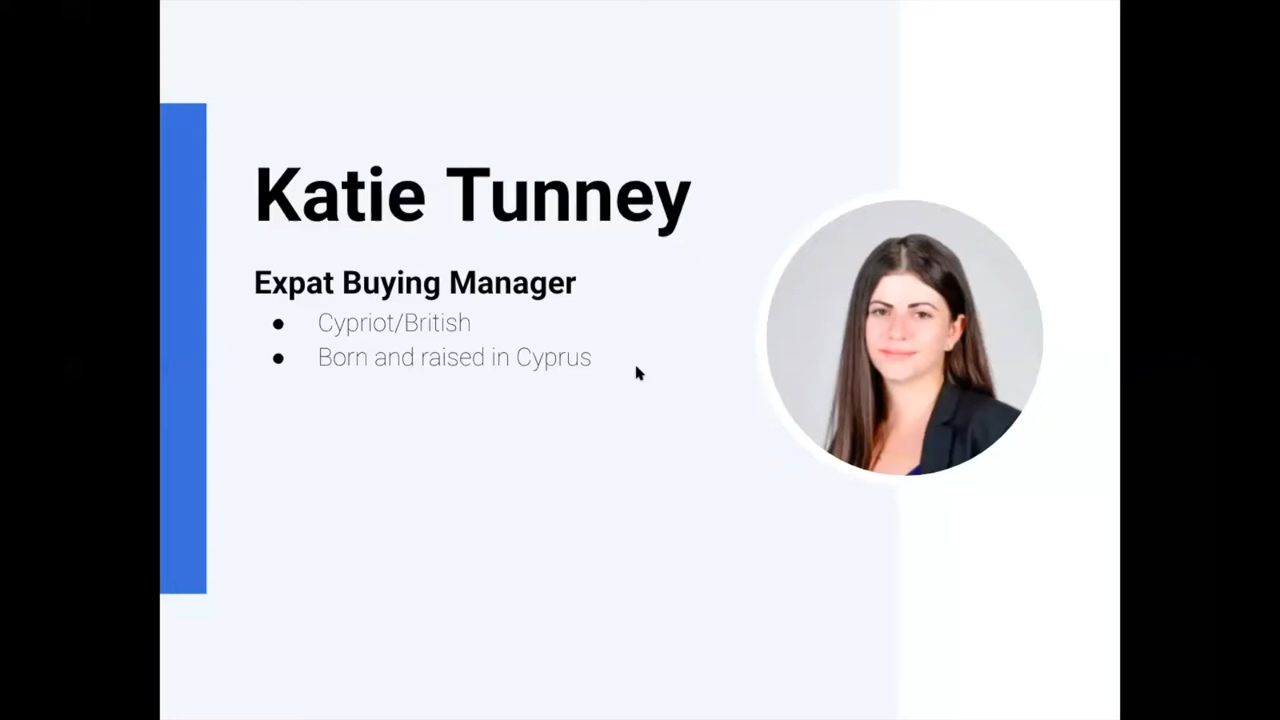 Katie Tunney
Expat Buying Manager
● Cypriot/British
● Born and raised in Cyprus